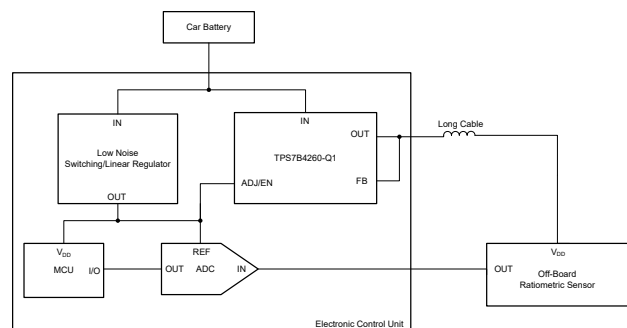 Car Battery
IN
Low Noise
Switching/Linear Regulator
OUT
IN
OUT
TPS7B4260-Q1
ADJ/EN
FB
Long Cable
VDD
MCU
I/O
REF
OUT
ADC
IN
VDD
OUT
Off-Board
Ratiometric Sensor
Electronic Control Unit